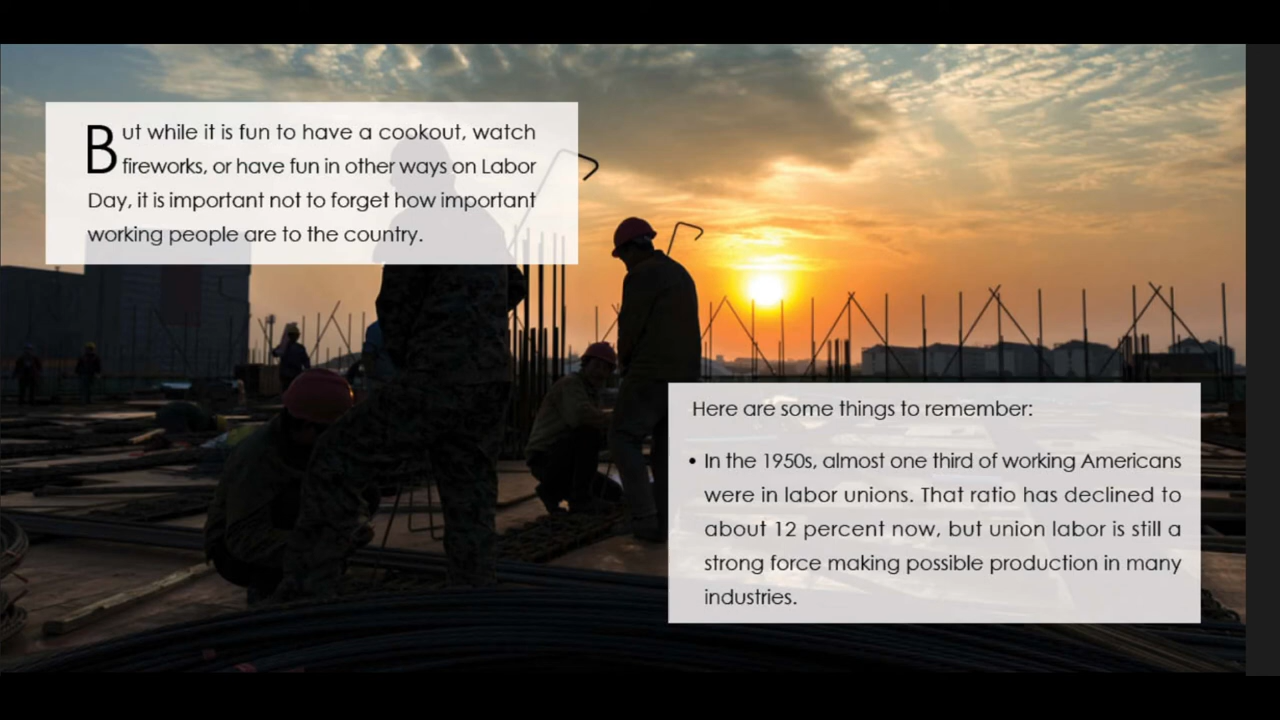 But while it is fun to have a cookout, watch
fireworks, or have fun in other ways on Labor
Day, it is important not to forget how important
working people are to the country.
Here are some things to remember:
• In the 1950s, almost one third of working Americans
were in labor unions. That ratio has declined to
about 12 percent now, but union labor is still a
strong force making possible production in many
industries.